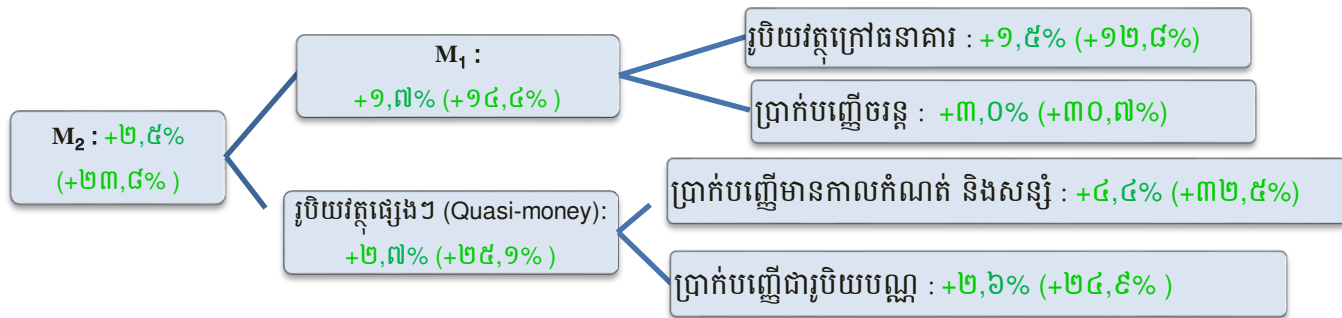 M₂ : +២,៥%
(+២៣,៨% )
M₁ :
+១,៧% (+១៤,៤% )
រូបិយវត្ថុផ្សេងៗ (Quasi-money):
+២,៧% (+២៥,១% )
រូបិយវត្ថុក្រៅធនាគារ : +១,៥% (+១២,៨%)
ប្រាក់បញ្ញើចរន្ត : +៣,០% (+៣០,៧%)
ប្រាក់បញ្ញើមានកាលកំណត់ និងសន្សំ : +៤,៤% (+៣២,៥%)
ប្រាក់បញ្ញើជារូបិយបណ្ណ : +២,៦% (+២៤,៩% )